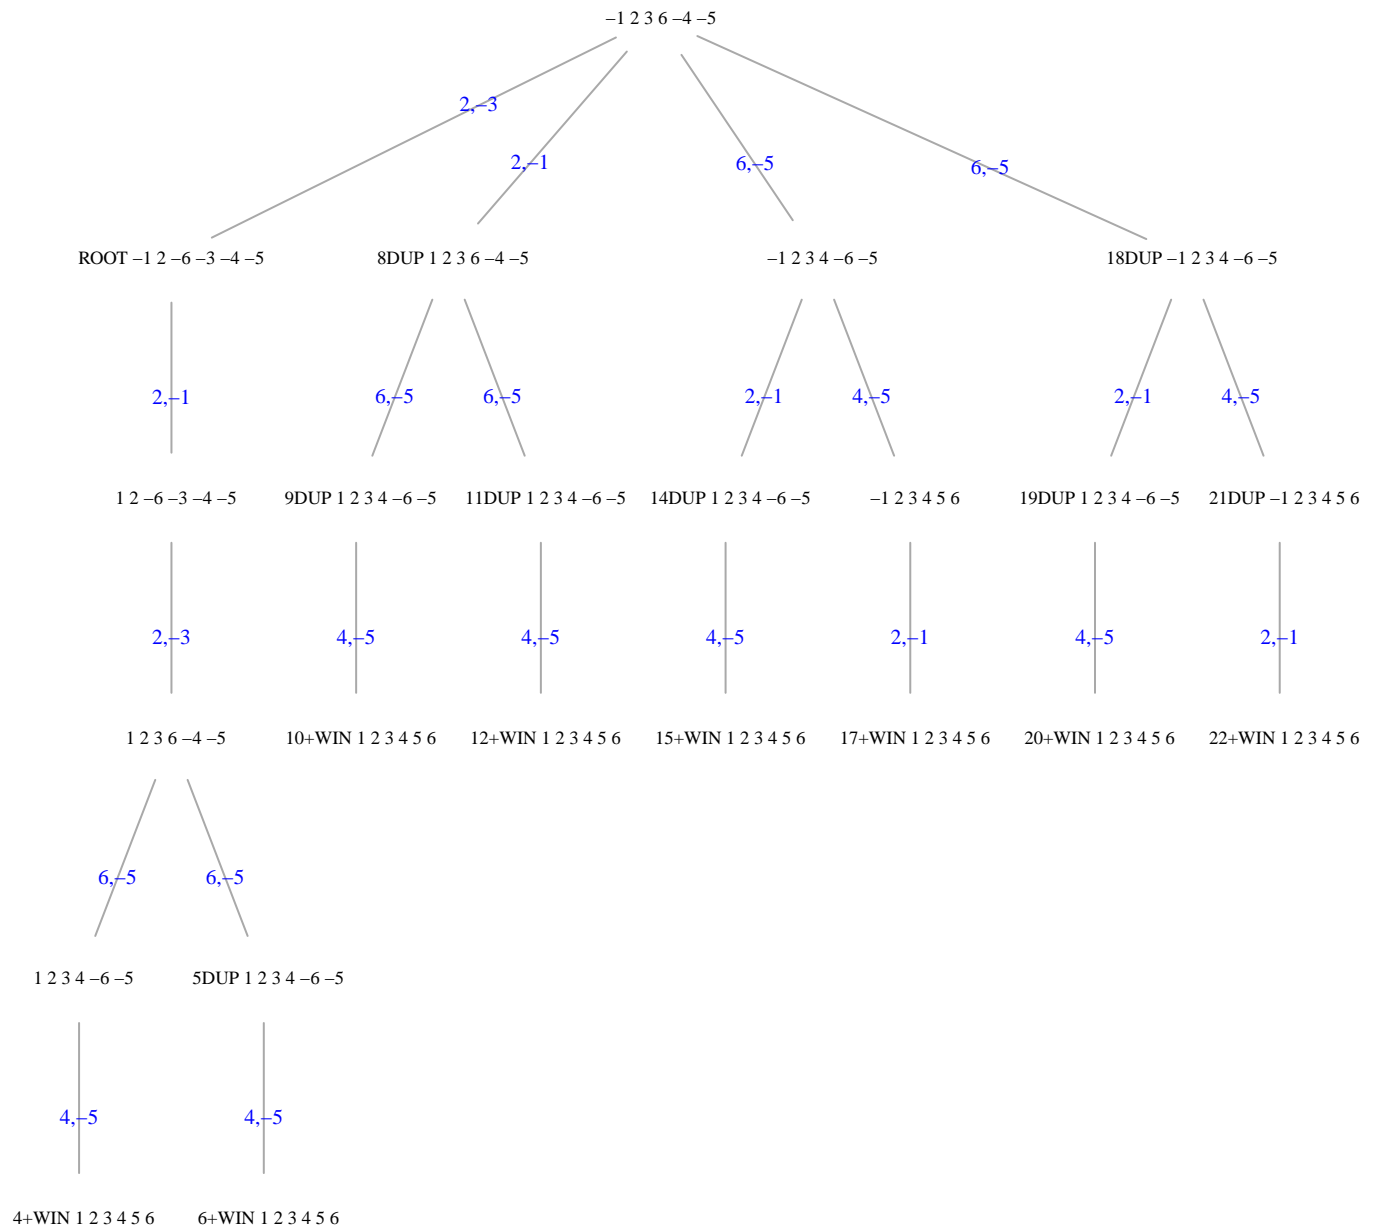 –1 2 3 6 –4 –5
2,–3
2,–1
6,–5
6,–5
ROOT –1 2 –6 –3 –4 –5
8DUP 1 2 3 6 –4 –5
–1 2 3 4 –6 –5
18DUP –1 2 3 4 –6 –5
2,–1
6,–5
6,–5
2,–1
4,–5
2,–1
4,–5
1 2 –6 –3 –4 –5
9DUP 1 2 3 4 –6 –5
11DUP 1 2 3 4 –6 –5
14DUP 1 2 3 4 –6 –5
–1 2 3 4 5 6
19DUP 1 2 3 4 –6 –5
21DUP –1 2 3 4 5 6
2,–3
4,–5
4,–5
4,–5
2,–1
4,–5
2,–1
1 2 3 6 –4 –5
10+WIN 1 2 3 4 5 6
12+WIN 1 2 3 4 5 6
15+WIN 1 2 3 4 5 6
17+WIN 1 2 3 4 5 6
20+WIN 1 2 3 4 5 6
22+WIN 1 2 3 4 5 6
6,–5
6,–5
1 2 3 4 –6 –5
5DUP 1 2 3 4 –6 –5
4,–5
4,–5
4+WIN 1 2 3 4 5 6
6+WIN 1 2 3 4 5 6